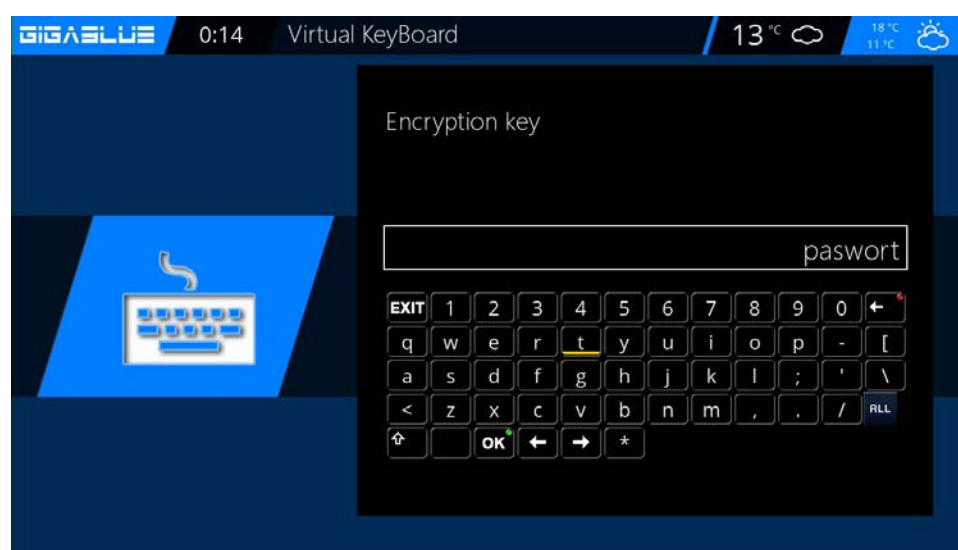 GIGABLUE 0:14 Virtual KeyBoard 13 °C 18 °C
11 °C
Encryption key
paswort
EXIT 1 2 3 4 5 6 7 8 9 0 ←
q w e r t y u i o p - [
a s d f g h j k l ; ' \
< z x c v b n m , . / ALL
⇧ OK ← → *